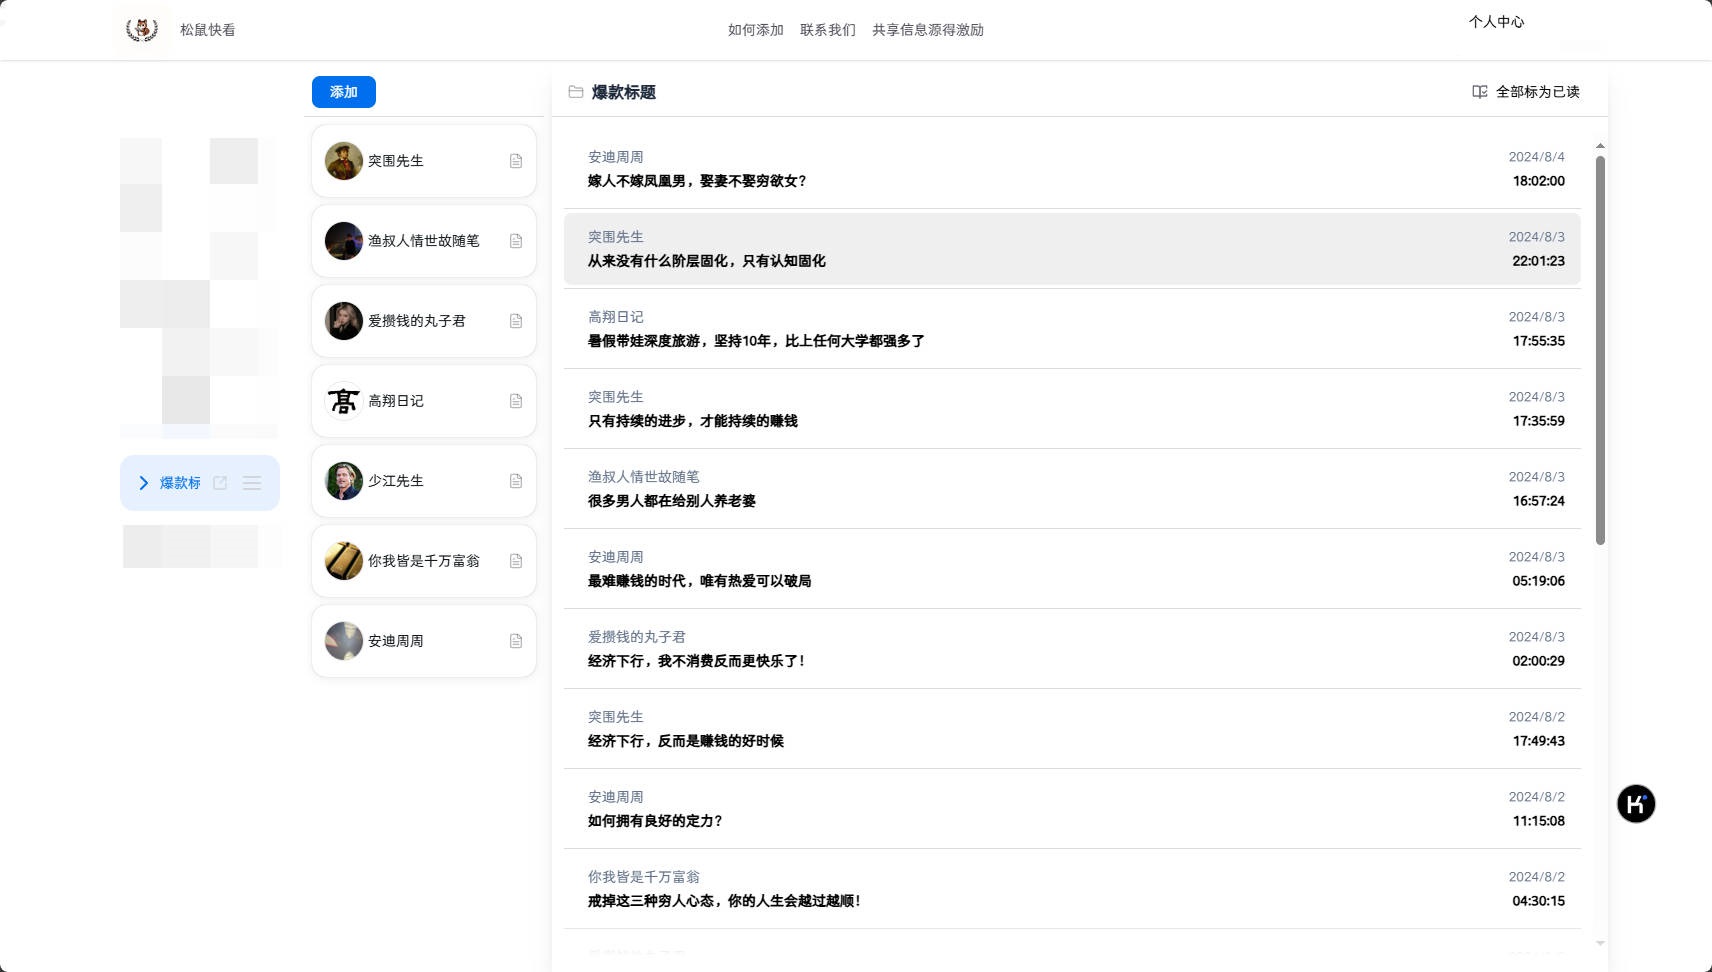 松鼠快看
如何添加 联系我们 共享信息源得激励
个人中心
爆款标
添加
突围先生
渔叔人情世故随笔
爱攒钱的丸子君
高翔日记
少江先生
你我皆是千万富翁
安迪周周
爆款标题
全部标为已读
安迪周周 2024/8/4
嫁人不嫁凤凰男，娶妻不娶穷欲女？ 18:02:00
突围先生 2024/8/3
从来没有什么阶层固化，只有认知固化 22:01:23
高翔日记 2024/8/3
暑假带娃深度旅游，坚持10年，比上任何大学都强多了 17:55:35
突围先生 2024/8/3
只有持续的进步，才能持续的赚钱 17:35:59
渔叔人情世故随笔 2024/8/3
很多男人都在给别人养老婆 16:57:24
安迪周周 2024/8/3
最难赚钱的时代，唯有热爱可以破局 05:19:06
爱攒钱的丸子君 2024/8/3
经济下行，我不消费反而更快乐了！ 02:00:29
突围先生 2024/8/2
经济下行，反而是赚钱的好时候 17:49:43
安迪周周 2024/8/2
如何拥有良好的定力？ 11:15:08
你我皆是千万富翁 2024/8/2
戒掉这三种穷人心态，你的人生会越过越顺！ 04:30:15